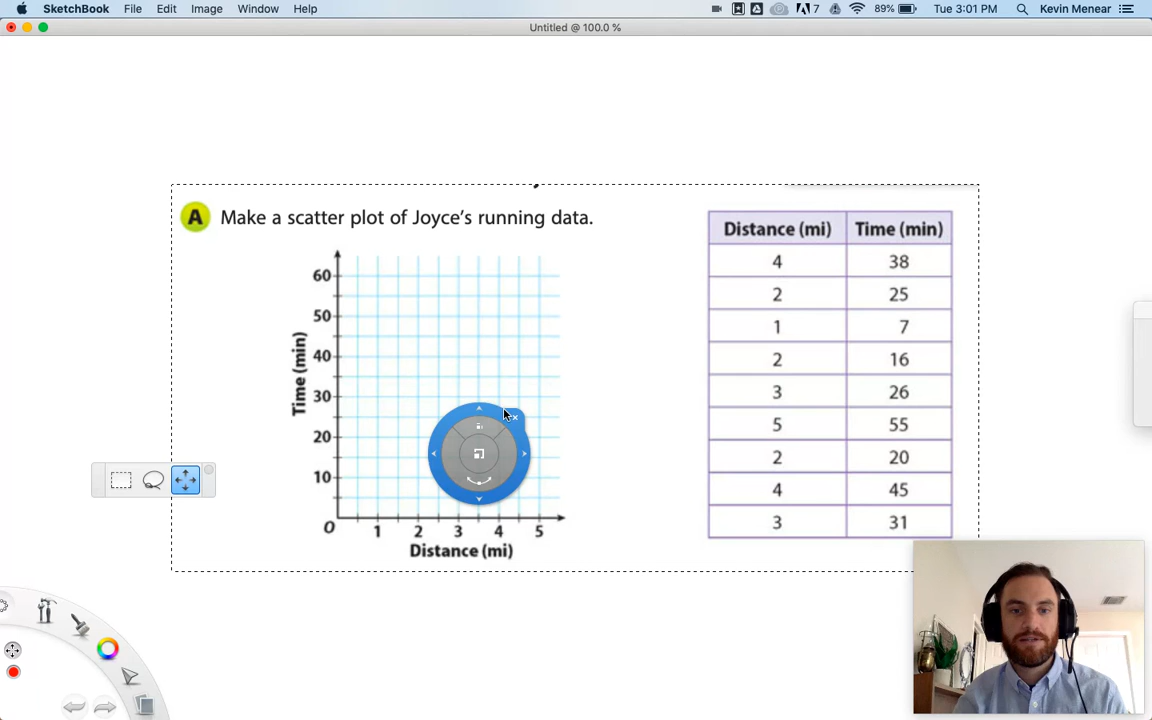 SketchBook File Edit Image Window Help 7 89% Tue 3:01 PM Kevin Menear
Untitled @ 100.0 %
A Make a scatter plot of Joyce's running data.
Time (min)
60
50
40
30
20
10
O 1 2 3 4 5
Distance (mi)
Distance (mi) Time (min)
4 38
2 25
1 7
2 16
3 26
5 55
2 20
4 45
3 31